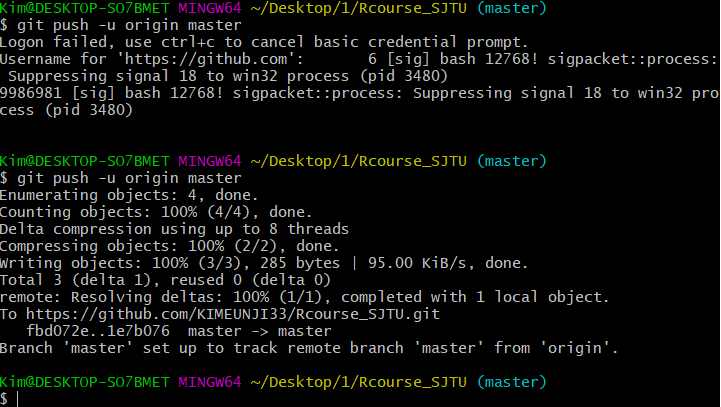 Kim@DESKTOP-SO7BMET MINGW64 ~/Desktop/1/Rcourse_SJTU (master)
$ git push -u origin master
Logon failed, use ctrl+c to cancel basic credential prompt.
Username for 'https://github.com':       6 [sig] bash 12768! sigpacket::process:
 Suppressing signal 18 to win32 process (pid 3480)
9986981 [sig] bash 12768! sigpacket::process: Suppressing signal 18 to win32 pro
cess (pid 3480)
Kim@DESKTOP-SO7BMET MINGW64 ~/Desktop/1/Rcourse_SJTU (master)
$ git push -u origin master
Enumerating objects: 4, done.
Counting objects: 100% (4/4), done.
Delta compression using up to 8 threads
Compressing objects: 100% (2/2), done.
Writing objects: 100% (3/3), 285 bytes | 95.00 KiB/s, done.
Total 3 (delta 1), reused 0 (delta 0)
remote: Resolving deltas: 100% (1/1), completed with 1 local object.
To https://github.com/KIMEUNJI33/Rcourse_SJTU.git
   fbd072e..1e7b076  master -> master
Branch 'master' set up to track remote branch 'master' from 'origin'.
Kim@DESKTOP-SO7BMET MINGW64 ~/Desktop/1/Rcourse_SJTU (master)
$